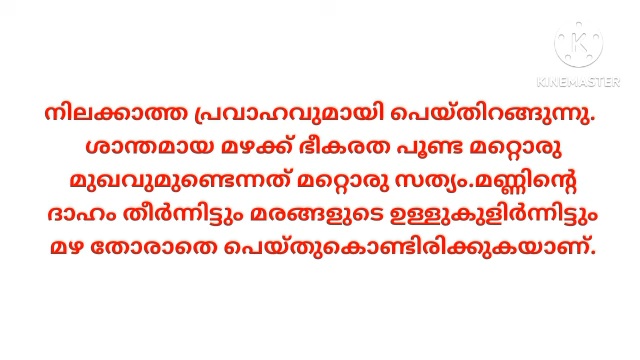 KINEMASTER
നിലക്കാത്ത പ്രവാഹവുമായി പെയ്തിറങ്ങുന്നു.
ശാന്തമായ മഴക്ക് ഭീകരത പൂണ്ട മറ്റൊരു
മുഖവുമുണ്ടെന്നത് മറ്റൊരു സത്യം.മണ്ണിന്റെ
ദാഹം തീർന്നിട്ടും മരങ്ങളുടെ ഉള്ളുകുളിർന്നിട്ടും
മഴ തോരാതെ പെയ്തുകൊണ്ടിരിക്കുകയാണ്.